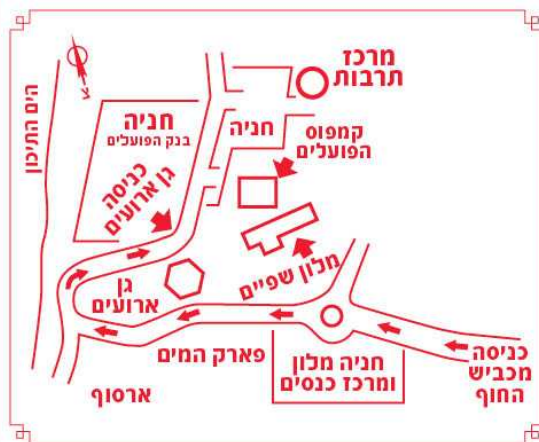 מרכז
תרבות
קמפוס
הפועלים
חניה
חניה
בנק הפועלים
כניסה
גן ארועים
הים התיכון
צ
מלון שפיים
גן
ארועים
פארק המים
ארסוף
חניה מלון
ומרכז כנסים
כניסה
מכביש
החוף